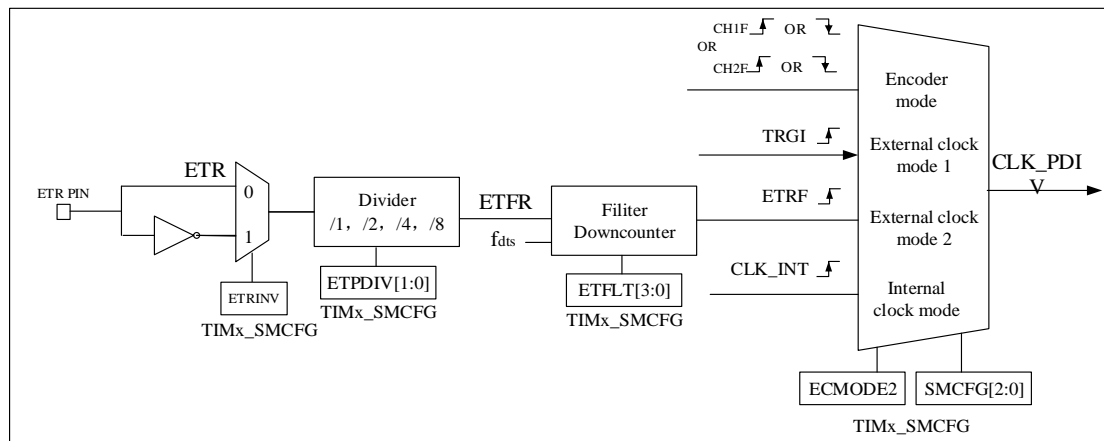 CH1F OR
OR
CH2F OR
Encoder
mode
TRGI
External clock
mode 1
CLK_PDI
V
ETR
ETR PIN
0
1
Divider
/1, /2, /4, /8
ETFR
fdts
Filiter
Downcounter
ETRF
External clock
mode 2
CLK_INT
Internal
clock mode
ETRINV
TIMx_SMCFG
ETPDIV[1:0]
TIMx_SMCFG
ETFLT[3:0]
TIMx_SMCFG
ECMODE2
SMCFG[2:0]
TIMx_SMCFG